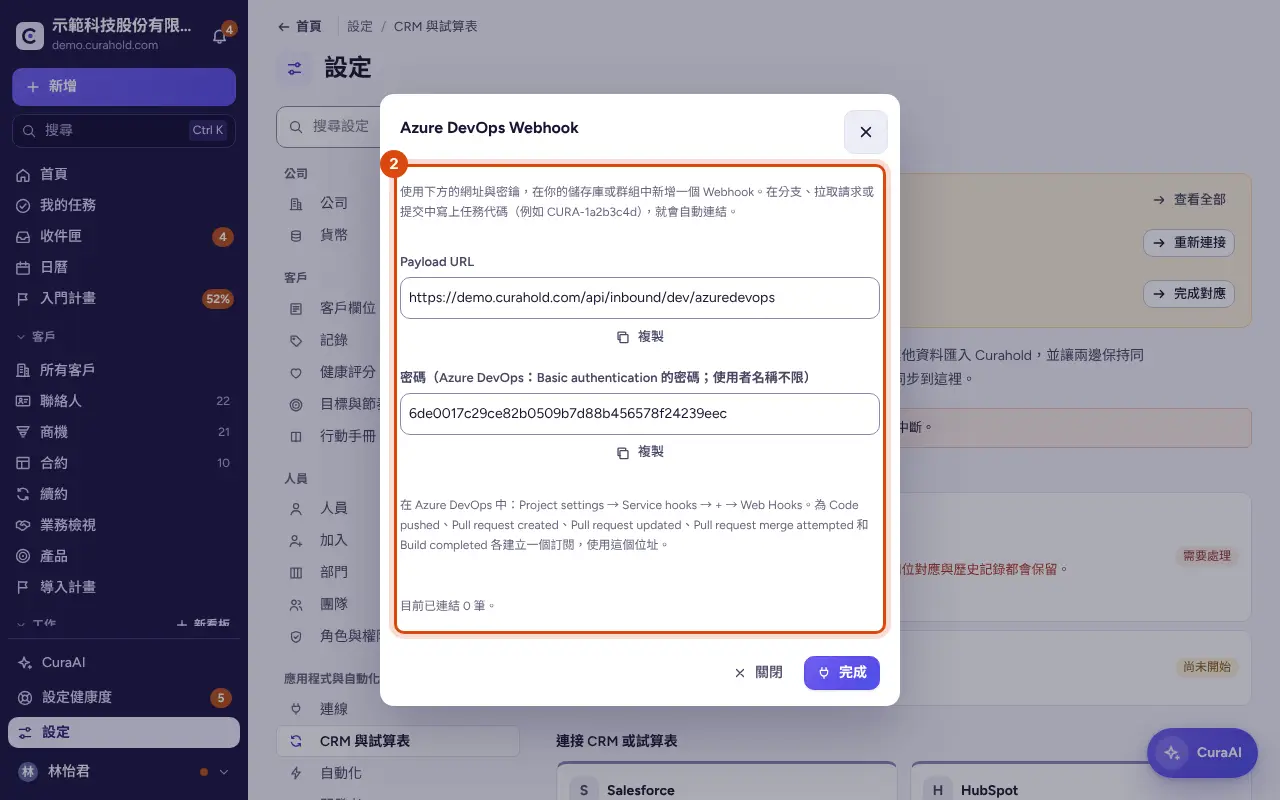 示範科技股份有限...
demo.curahold.com
4
新增
搜尋
Ctrl K
首頁
我的任務
收件匣
4
日曆
入門計畫
52%
客戶
所有客戶
聯絡人
22
商機
21
合約
10
續約
業務檢視
產品
導入計畫
工作
新看板
CuraAI
設定健康度
5
設定
林
林怡君
首頁
設定 / CRM 與試算表
設定
搜尋設定
公司
公司
貨幣
客戶
客戶欄位
記錄
健康評分
目標與節
行動手冊
人員
人員
加入
部門
團隊
角色與權
應用程式與自動化
連線
CRM 與試算表
自動化
查看全部
重新連接
完成對應
他資料匯入 Curahold，並讓兩邊保持同
同步到這裡。
中斷。
需要處理
位對應與歷史記錄都會保留。
尚未開始
連接 CRM 或試算表
S
Salesforce
H
HubSpot
CuraAI
Azure DevOps Webhook
2
使用下方的網址與密鑰，在你的儲存庫或群組中新增一個 Webhook。在分支、拉取請求或
提交中寫上任務代碼（例如 CURA-1a2b3c4d），就會自動連結。
Payload URL
https://demo.curahold.com/api/inbound/dev/azuredevops
複製
密碼（Azure DevOps：Basic authentication 的密碼；使用者名稱不限）
6de0017c29ce82b0509b7d88b456578f24239eec
複製
在 Azure DevOps 中：Project settings → Service hooks → + → Web Hooks。為 Code
pushed、Pull request created、Pull request updated、Pull request merge attempted 和
Build completed 各建立一個訂閱，使用這個位址。
目前已連結 0 筆。
關閉
完成